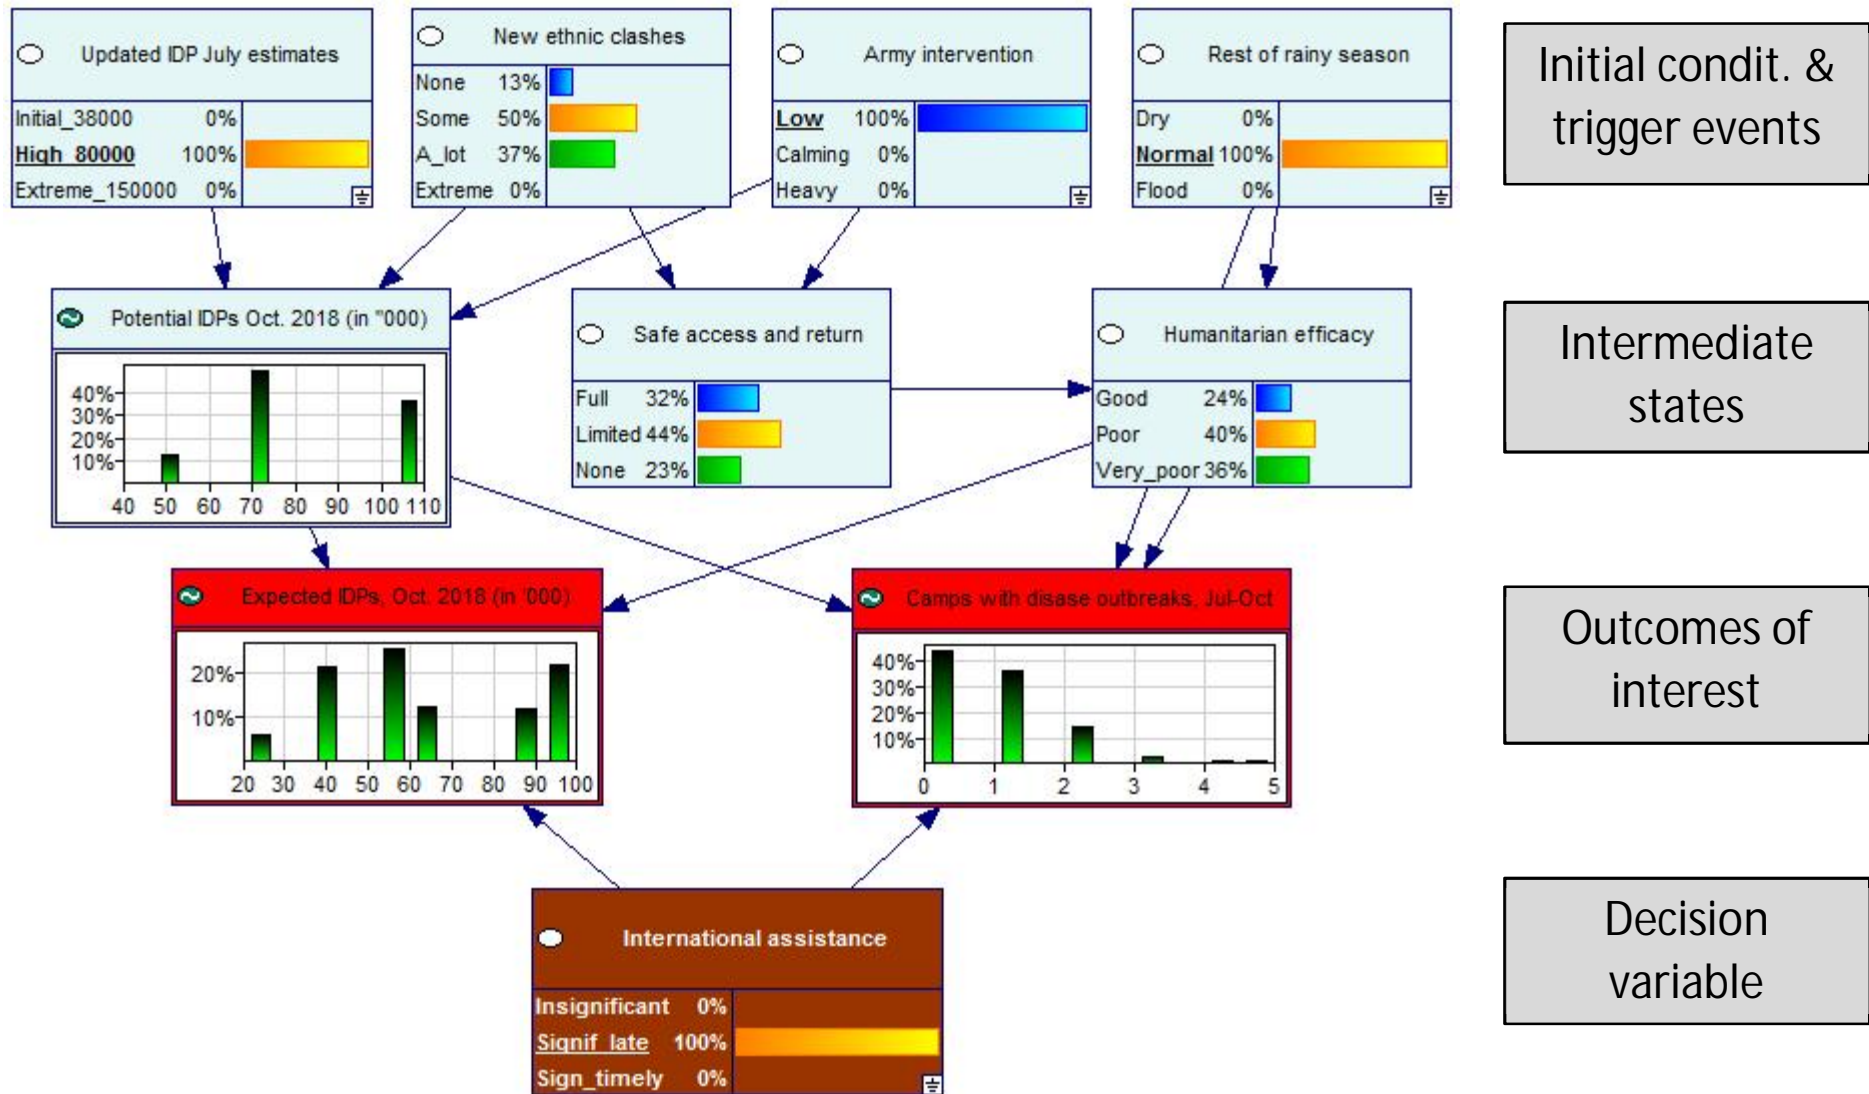 Updated IDP July estimates
Initial_38000 0%
High_80000 100%
Extreme_150000 0%
New ethnic clashes
None 13%
Some 50%
A_lot 37%
Extreme 0%
Army intervention
Low 100%
Calming 0%
Heavy 0%
Rest of rainy season
Dry 0%
Normal 100%
Flood 0%
Initial condit. &
trigger events
Potential IDPs Oct. 2018 (in "000)
40%
30%
20%
10%
40 50 60 70 80 90 100 110
Safe access and return
Full 32%
Limited 44%
None 23%
Humanitarian efficacy
Good 24%
Poor 40%
Very_poor 36%
Intermediate
states
Expected IDPs, Oct. 2018 (in '000)
20%
10%
20 30 40 50 60 70 80 90 100
Camps with disase outbreaks, Jul-Oct
40%
30%
20%
10%
0 1 2 3 4 5
Outcomes of
interest
International assistance
Insignificant 0%
Signif_late 100%
Sign_timely 0%
Decision
variable